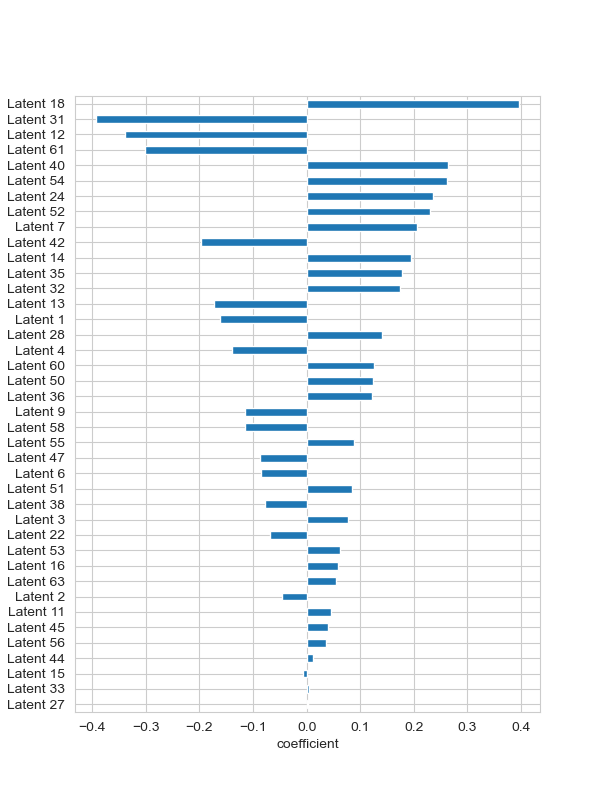 Latent 18
Latent 31
Latent 12
Latent 61
Latent 40
Latent 54
Latent 24
Latent 52
Latent 7
Latent 42
Latent 14
Latent 35
Latent 32
Latent 13
Latent 1
Latent 28
Latent 4
Latent 60
Latent 50
Latent 36
Latent 9
Latent 58
Latent 55
Latent 47
Latent 6
Latent 51
Latent 38
Latent 3
Latent 22
Latent 53
Latent 16
Latent 63
Latent 2
Latent 11
Latent 45
Latent 56
Latent 44
Latent 15
Latent 33
Latent 27
−0.4 −0.3 −0.2 −0.1 0.0 0.1 0.2 0.3 0.4
coefficient